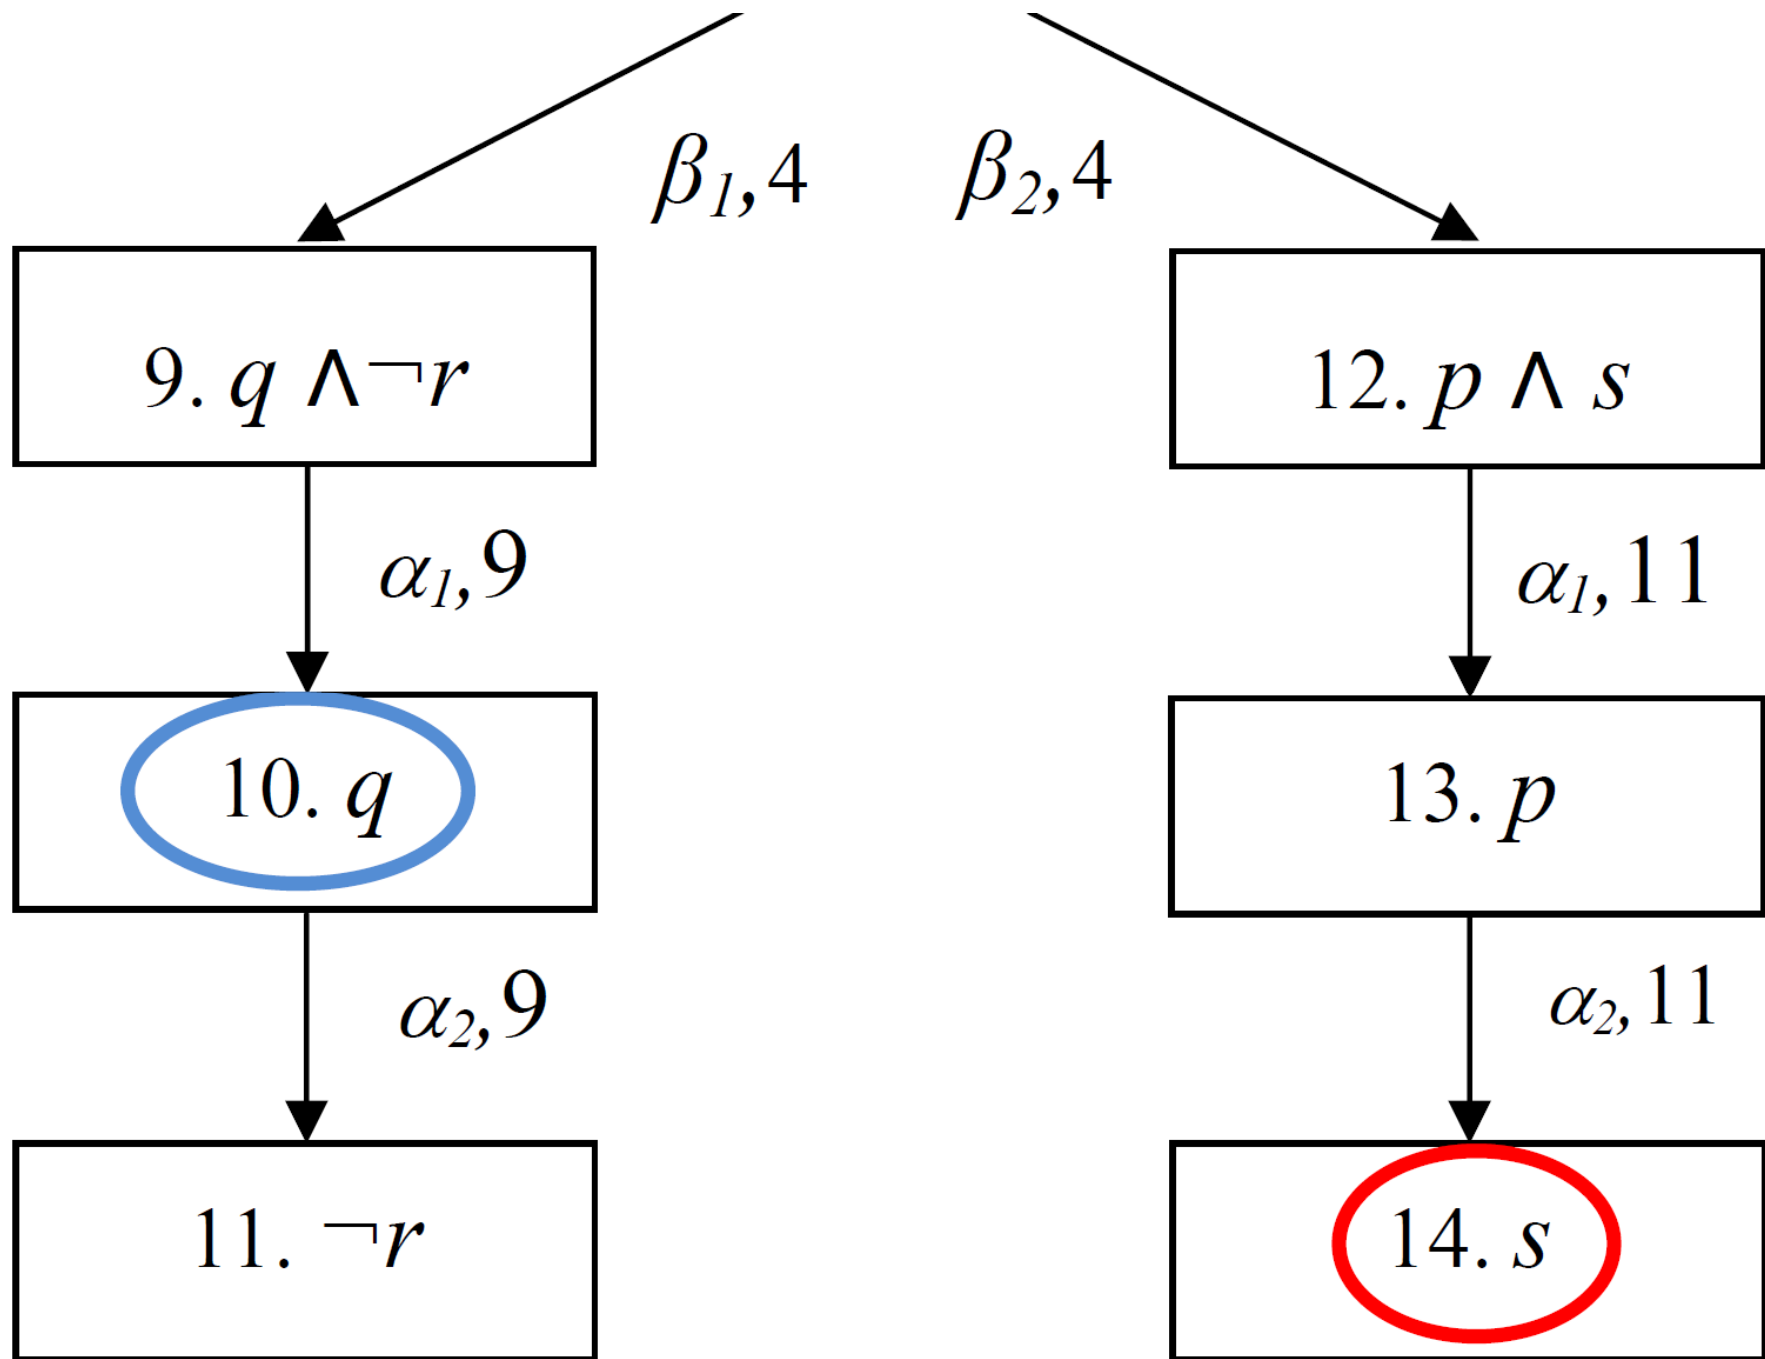 β1,4
β2,4
9. q ∧¬r
12. p ∧ s
α1,9
α1,11
10. q
13. p
α2,9
α2,11
11. ¬r
14. s